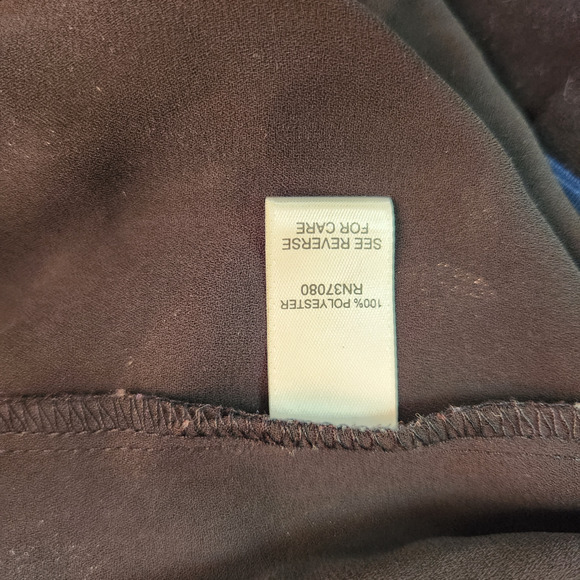 100% POLYESTER
RN37080
SEE REVERSE
FOR CARE